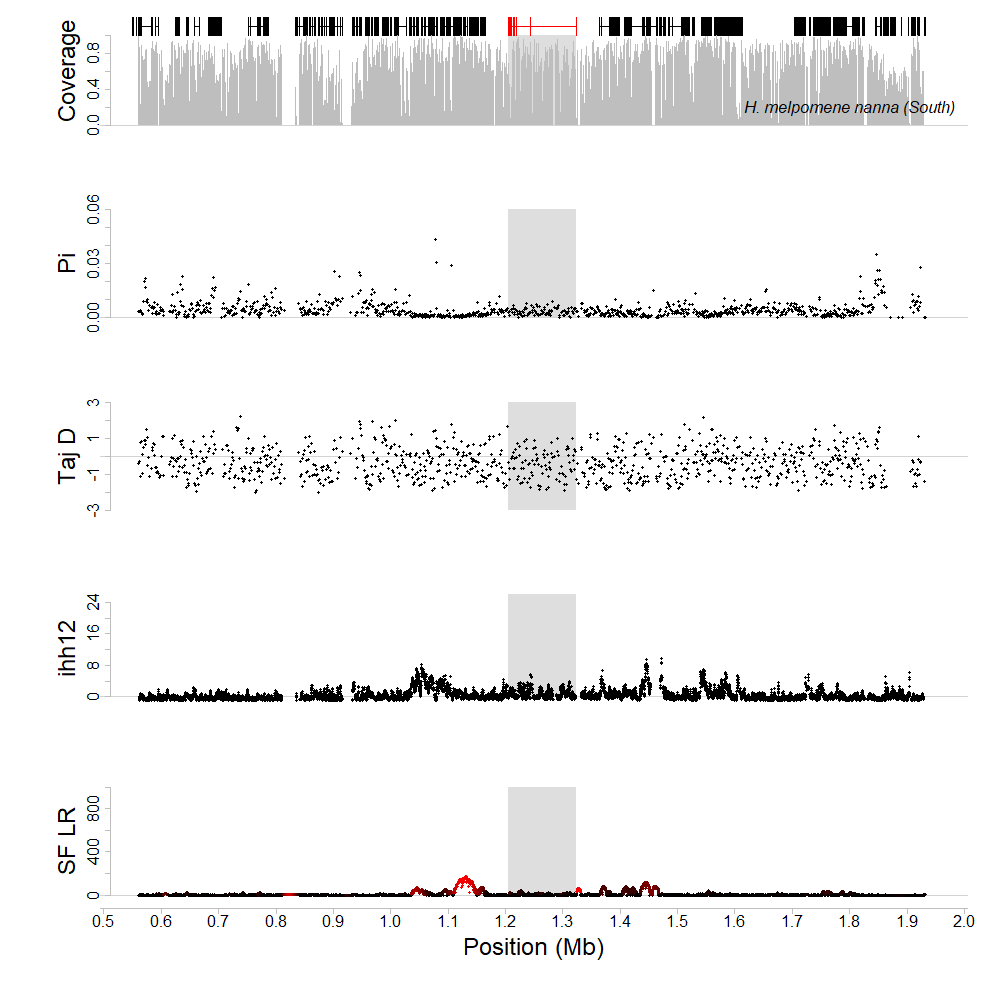 Coverage
0.0 0.4 0.8
H. melpomene nanna (South)
Pi
0.00 0.03 0.06
Taj D
-3 -1 1 3
ihh12
0 8 16 24
SF LR
0 400 800
0.5 0.6 0.7 0.8 0.9 1.0 1.1 1.2 1.3 1.4 1.5 1.6 1.7 1.8 1.9 2.0
Position (Mb)